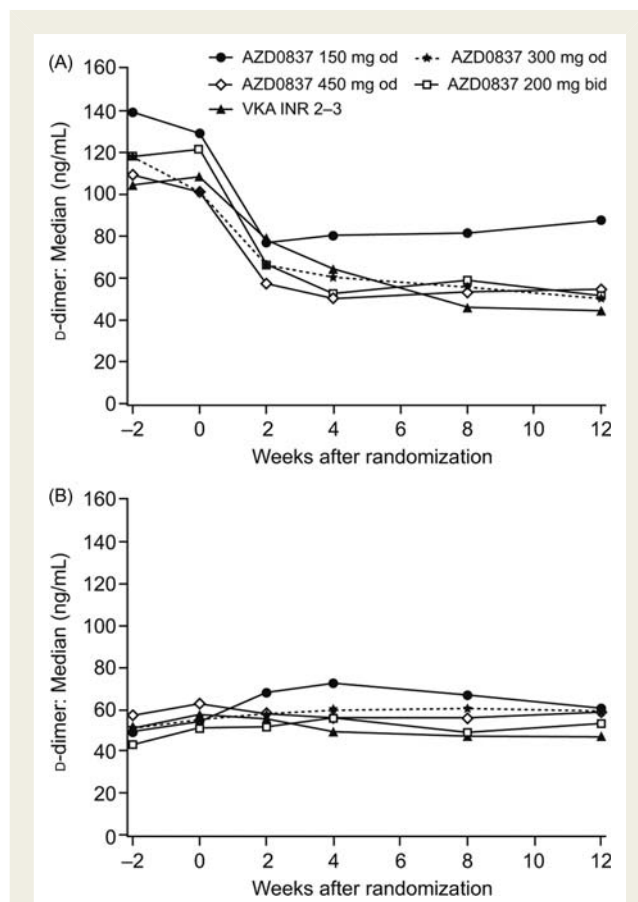 (A)
AZD0837 150 mg od AZD0837 300 mg od
AZD0837 450 mg od AZD0837 200 mg bid
VKA INR 2–3
D-dimer: Median (ng/mL)
160
140
120
100
80
60
40
20
0
–2 0 2 4 6 8 10 12
Weeks after randomization
(B)
D-dimer: Median (ng/mL)
160
140
120
100
80
60
40
20
0
–2 0 2 4 6 8 10 12
Weeks after randomization